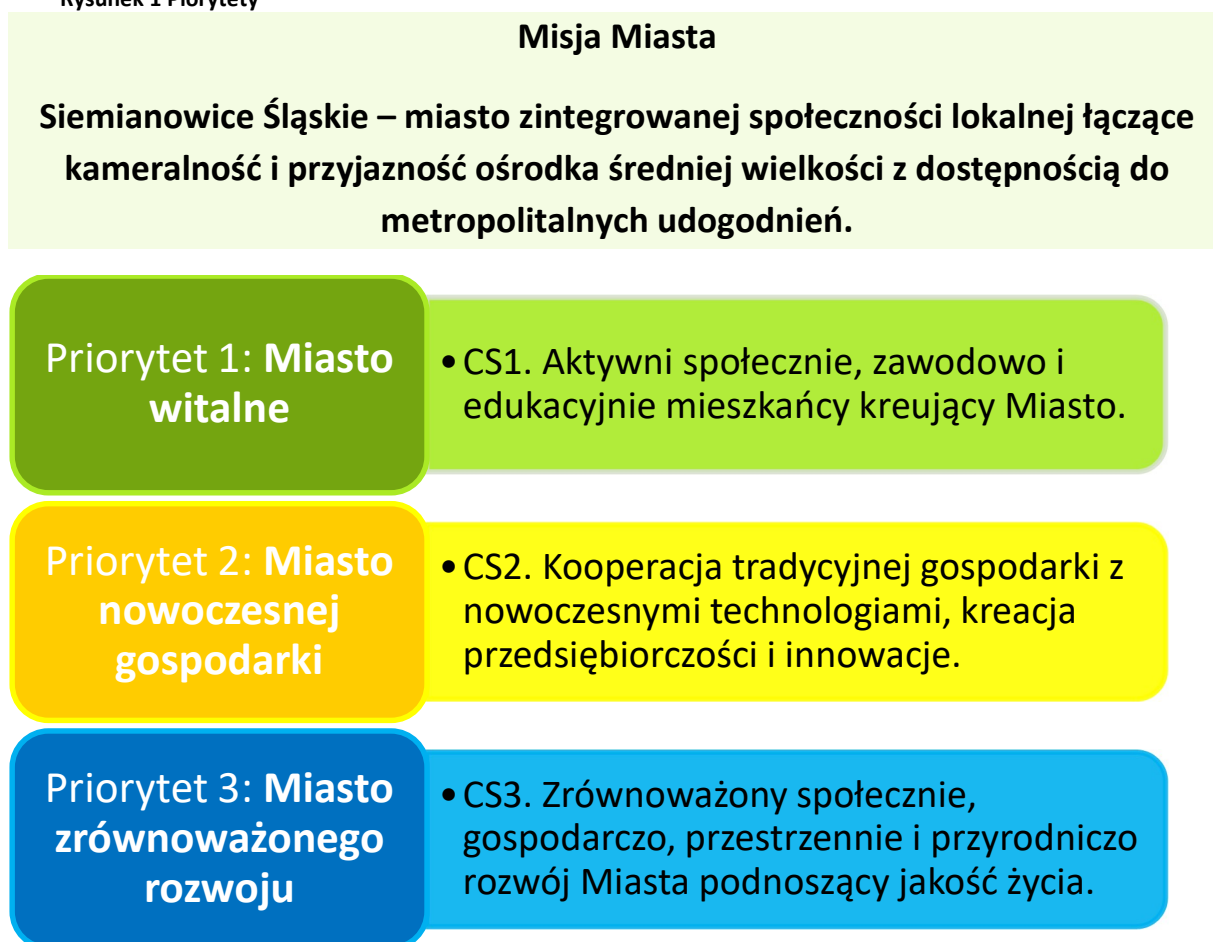 Rysunek 1 Piorytety
Misja Miasta
Siemianowice Śląskie – miasto zintegrowanej społeczności lokalnej łączące
kameralność i przyjazność ośrodka średniej wielkości z dostępnością do
metropolitalnych udogodnień.
Priorytet 1: Miasto
witalne
•CS1. Aktywni społecznie, zawodowo i
edukacyjnie mieszkańcy kreujący Miasto.
Priorytet 2: Miasto
nowoczesnej
gospodarki
•CS2. Kooperacja tradycyjnej gospodarki z
nowoczesnymi technologiami, kreacja
przedsiębiorczości i innowacje.
Priorytet 3: Miasto
zrównoważonego
rozwoju
•CS3. Zrównoważony społecznie,
gospodarczo, przestrzennie i przyrodniczo
rozwój Miasta podnoszący jakość życia.